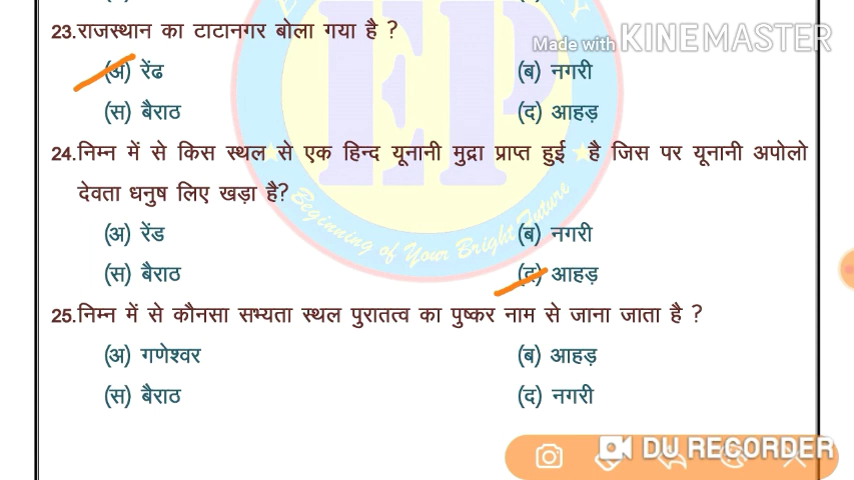 23.राजस्थान का टाटानगर बोला गया है ?
Made with KINEMASTER
(अ) रेंढ (ब) नगरी
(स) बैराठ (द) आहड़
24.निम्न में से किस स्थल से एक हिन्द यूनानी मुद्रा प्राप्त हुई है जिस पर यूनानी अपोलो
देवता धनुष लिए खड़ा है?
(अ) रेंड (ब) नगरी
(स) बैराठ (द) आहड़
EP
Beginning of Your Bright Future
25.निम्न में से कौनसा सभ्यता स्थल पुरातत्व का पुष्कर नाम से जाना जाता है ?
(अ) गणेश्वर (ब) आहड़
(स) बैराठ (द) नगरी
DU RECORDER